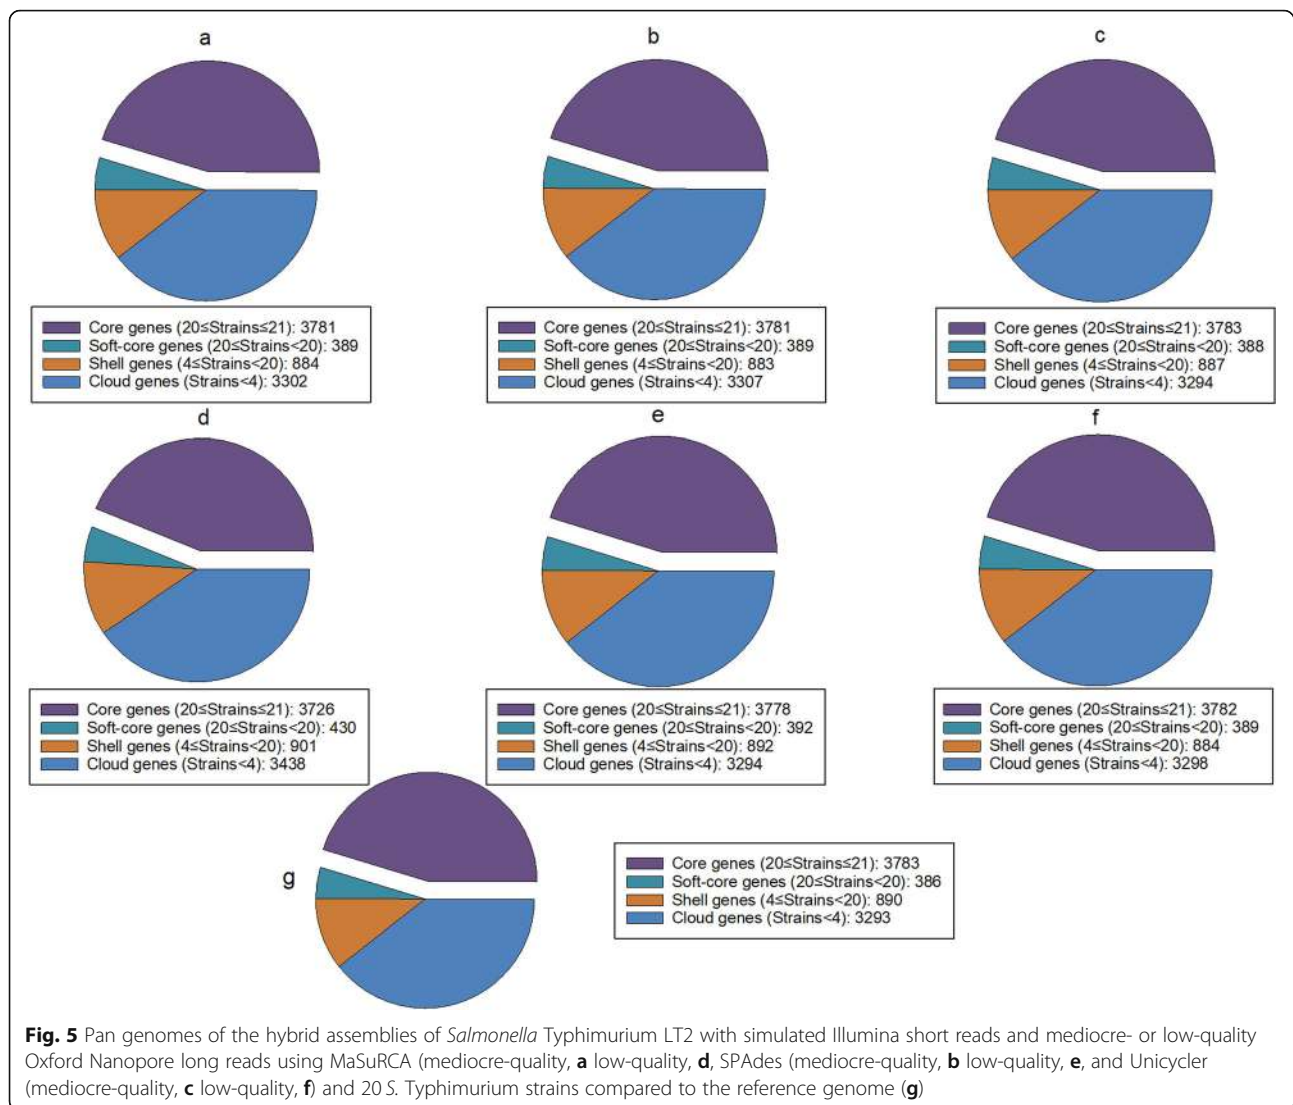 a
b
c
Core genes (20≤Strains≤21): 3781
Soft-core genes (20≤Strains<20): 389
Shell genes (4≤Strains<20): 884
Cloud genes (Strains<4): 3302
Core genes (20≤Strains≤21): 3781
Soft-core genes (20≤Strains<20): 389
Shell genes (4≤Strains<20): 883
Cloud genes (Strains<4): 3307
Core genes (20≤Strains≤21): 3783
Soft-core genes (20≤Strains<20): 388
Shell genes (4≤Strains<20): 887
Cloud genes (Strains<4): 3294
d
e
f
Core genes (20≤Strains≤21): 3726
Soft-core genes (20≤Strains<20): 430
Shell genes (4≤Strains<20): 901
Cloud genes (Strains<4): 3438
Core genes (20≤Strains≤21): 3778
Soft-core genes (20≤Strains<20): 392
Shell genes (4≤Strains<20): 892
Cloud genes (Strains<4): 3294
Core genes (20≤Strains≤21): 3782
Soft-core genes (20≤Strains<20): 389
Shell genes (4≤Strains<20): 884
Cloud genes (Strains<4): 3298
g
Core genes (20≤Strains≤21): 3783
Soft-core genes (20≤Strains<20): 386
Shell genes (4≤Strains<20): 890
Cloud genes (Strains<4): 3293
Fig. 5 Pan genomes of the hybrid assemblies of Salmonella Typhimurium LT2 with simulated Illumina short reads and mediocre- or low-quality
Oxford Nanopore long reads using MaSuRCA (mediocre-quality, a low-quality, d, SPAdes (mediocre-quality, b low-quality, e, and Unicycler
(mediocre-quality, c low-quality, f) and 20 S. Typhimurium strains compared to the reference genome (g)